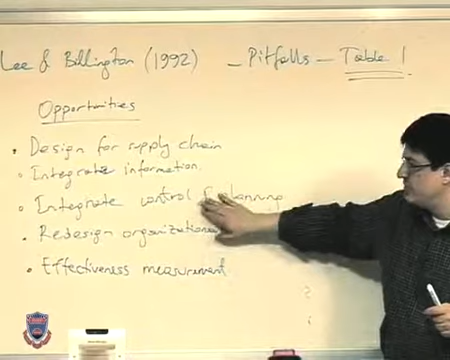 Lee & Billington (1992) - Pitfalls - Table 1
Opportunities
• Design for supply chain
• Integrate information.
• Integrate control & planning
• Redesign organizational
• Effectiveness measurement